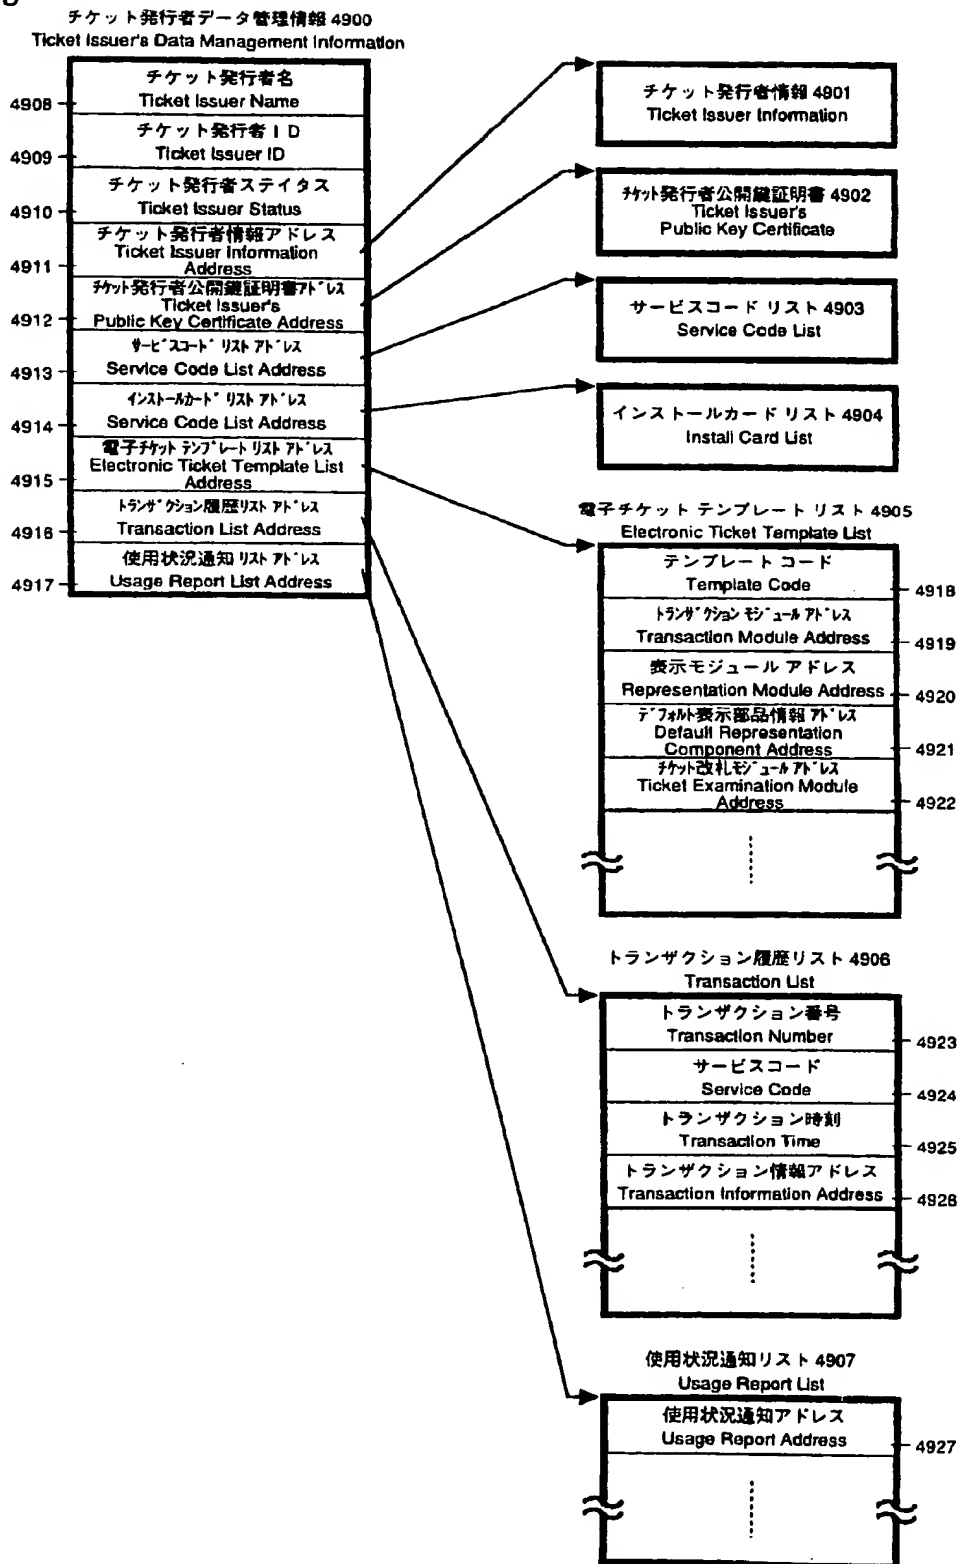 チケット発行者データ管理情報 4900
Ticket Issuer's Data Management Information
チケット発行者名
Ticket Issuer Name
4908
チケット発行者ID
Ticket Issuer ID
4909
チケット発行者ステイタス
Ticket Issuer Status
4910
チケット発行者情報アドレス
Ticket Issuer Information
Address
4911
チケット発行者公開鍵証明書アドレス
Ticket Issuer's
Public Key Certificate Address
4912
サービスコード リスト アドレス
Service Code List Address
4913
インストールカード リスト アドレス
Service Code List Address
4914
電子チケット テンプレート リスト アドレス
Electronic Ticket Template List
Address
4915
トランザクション履歴リスト アドレス
Transaction List Address
4916
使用状況通知 リスト アドレス
Usage Report List Address
4917
チケット発行者情報 4901
Ticket Issuer Information
チケット発行者公開鍵証明書 4902
Ticket Issuer's
Public Key Certificate
サービスコード リスト 4903
Service Code List
インストールカード リスト 4904
Install Card List
電子チケット テンプレート リスト 4905
Electronic Ticket Template List
テンプレート コード
Template Code
4918
トランザクション モジュール アドレス
Transaction Module Address
4919
表示モジュール アドレス
Representation Module Address
4920
デフォルト表示部品情報 アドレス
Default Representation
Component Address
4921
チケット改札モジュール アドレス
Ticket Examination Module
Address
4922
トランザクション履歴リスト 4906
Transaction List
トランザクション番号
Transaction Number
4923
サービスコード
Service Code
4924
トランザクション時刻
Transaction Time
4925
トランザクション情報アドレス
Transaction Information Address
4926
使用状況通知リスト 4907
Usage Report List
使用状況通知アドレス
Usage Report Address
4927